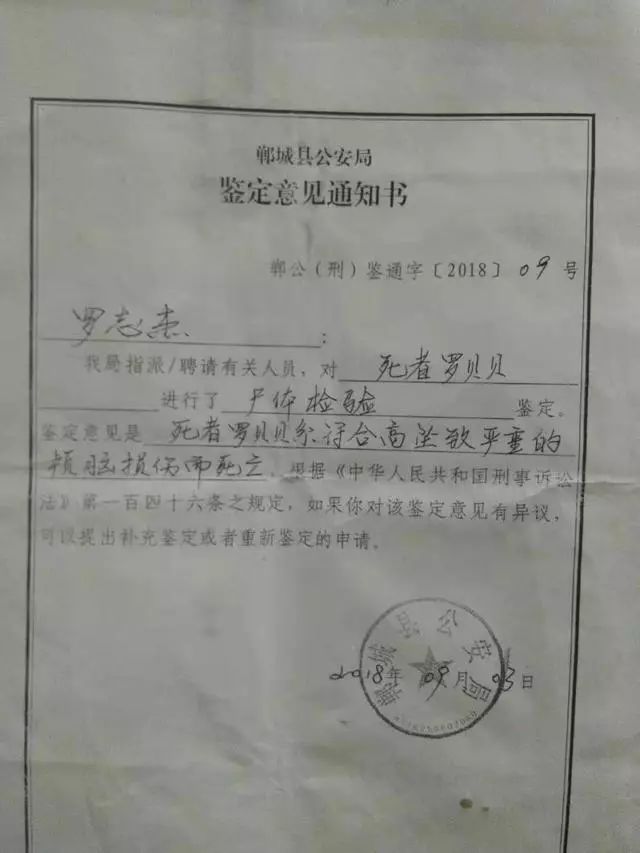 郸城县公安局
鉴定意见通知书
郸公（刑）鉴通字〔2018〕09号
罗志杰：
我局指派/聘请有关人员，对 死者罗贝贝
进行了 尸体检验 鉴定。
鉴定意见是 死者罗贝贝系符合高坠致严重的
颅脑损伤而死亡。根据《中华人民共和国刑事诉讼
法》第一百四十六条之规定，如果你对该鉴定意见有异议，
可以提出补充鉴定或者重新鉴定的申请。
郸城县公安局
2018年09月03日